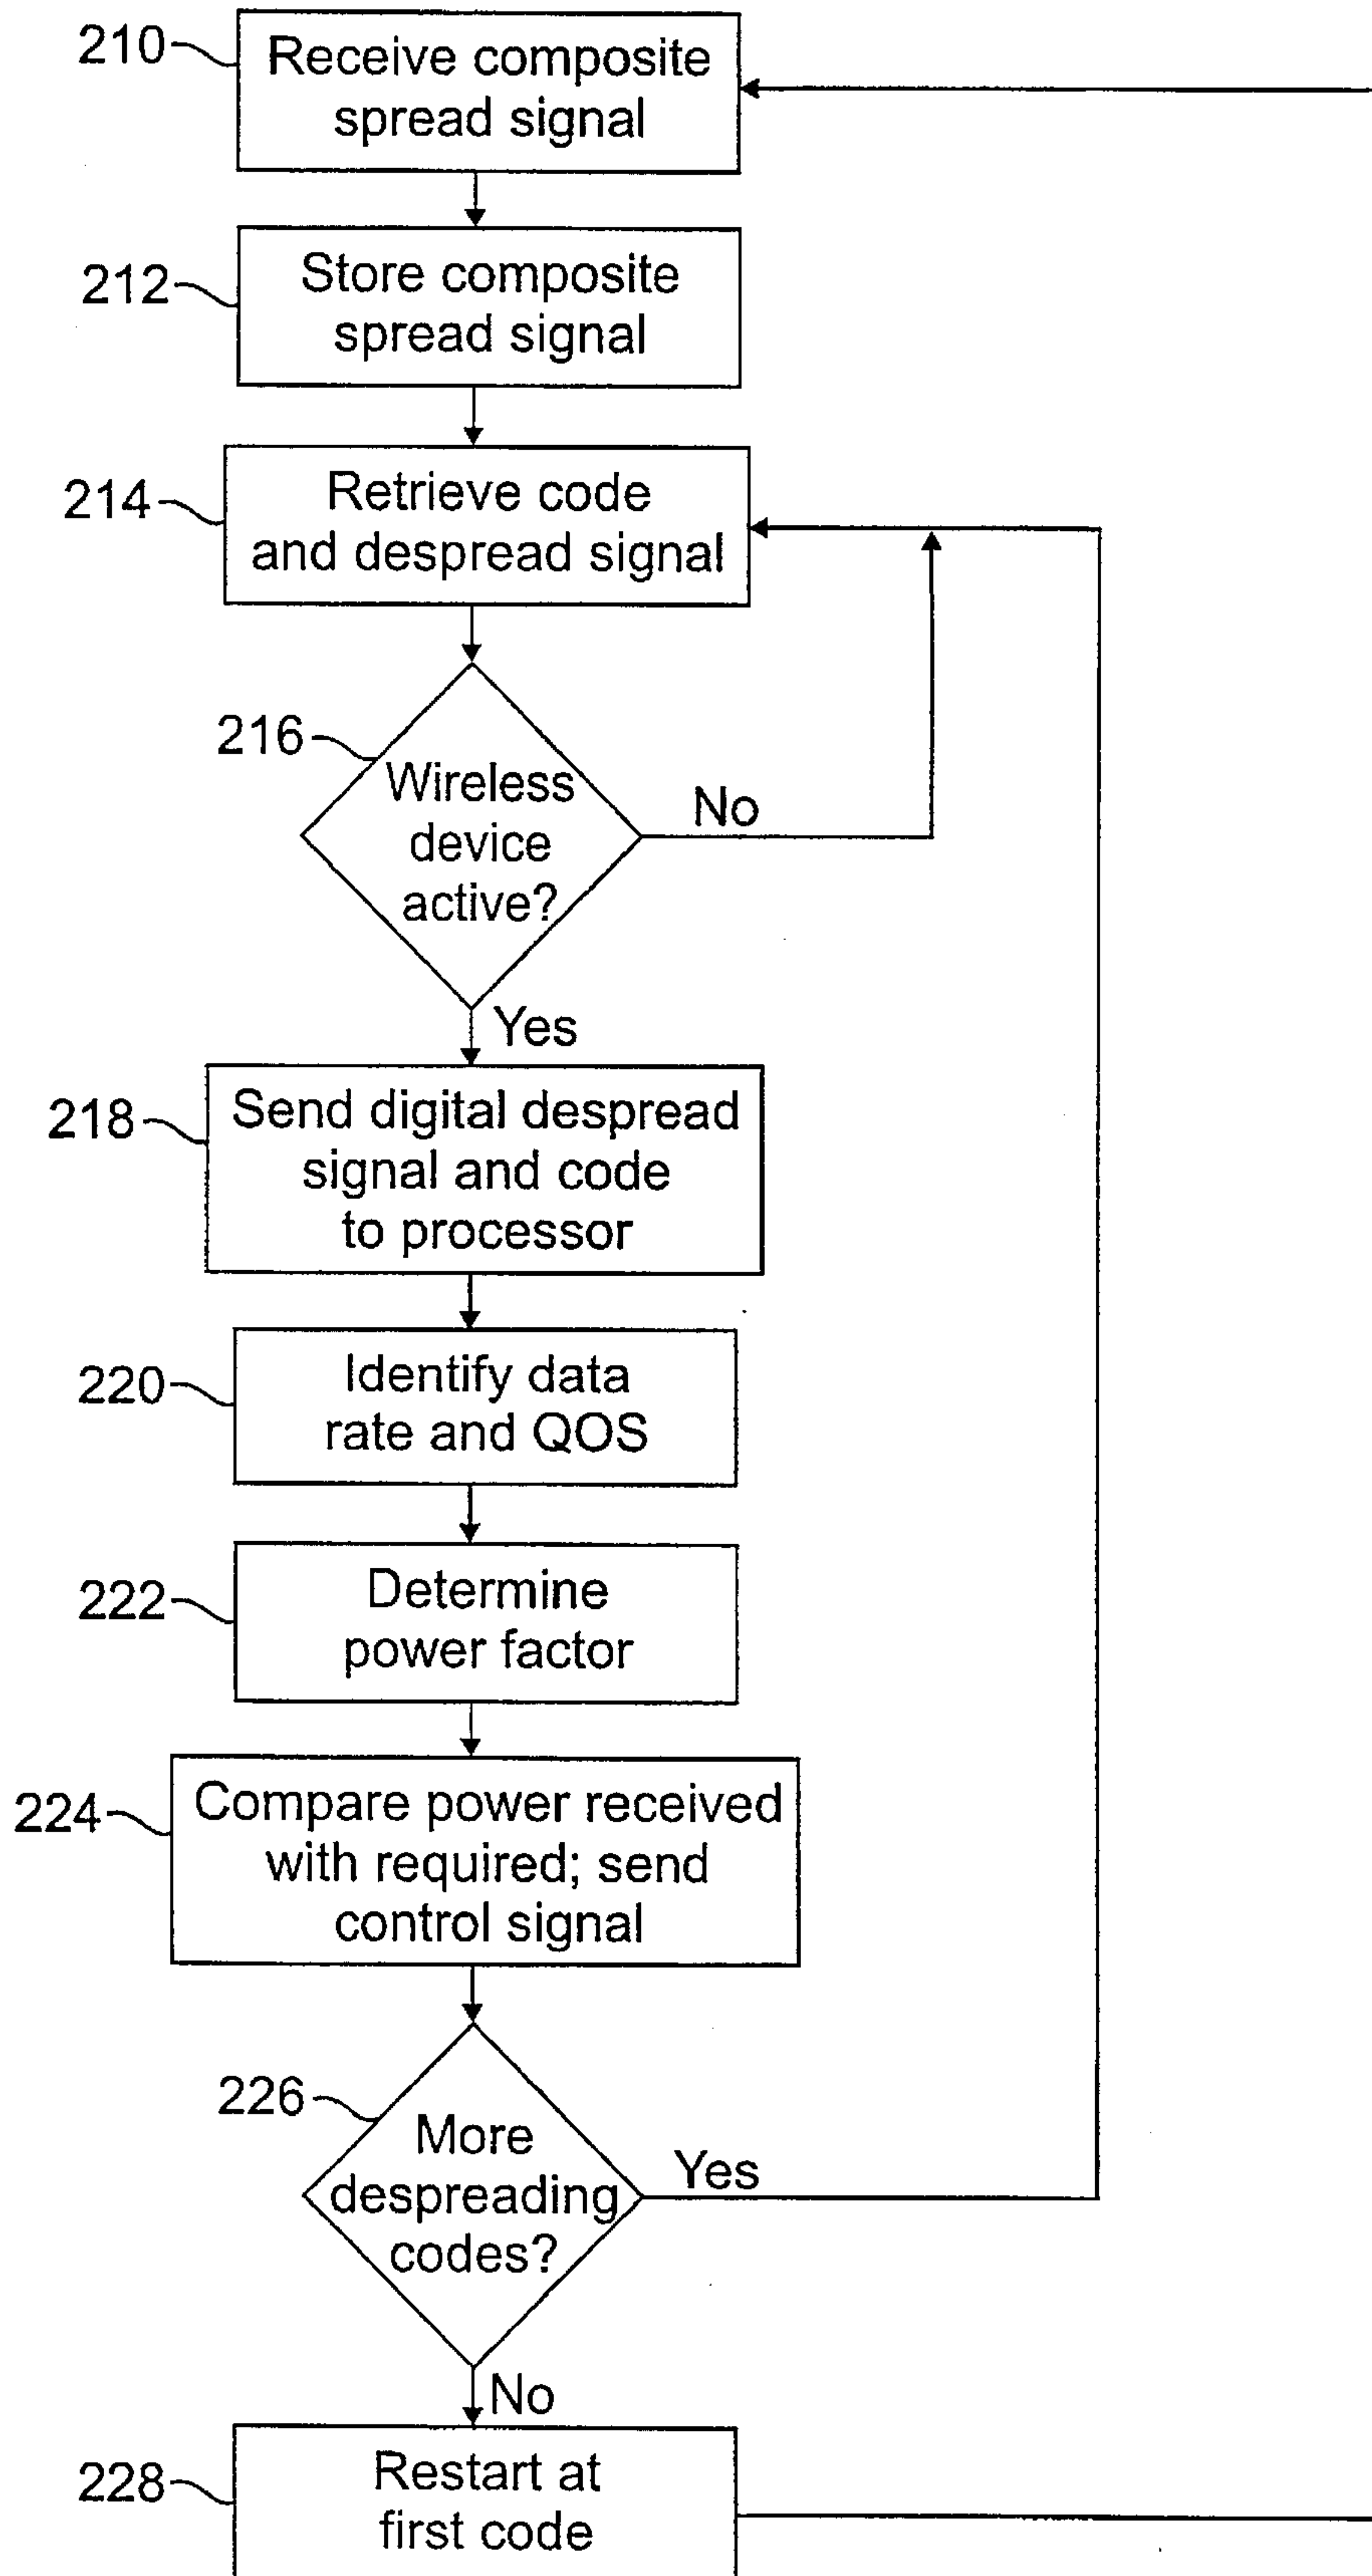 210
Receive composite
spread signal
212
Store composite
spread signal
214
Retrieve code
and despread signal
216
Wireless
device
active?
No
Yes
218
Send digital despread
signal and code
to processor
220
Identify data
rate and QOS
222
Determine
power factor
224
Compare power received
with required; send
control signal
226
More
despreading
codes?
Yes
No
228
Restart at
first code